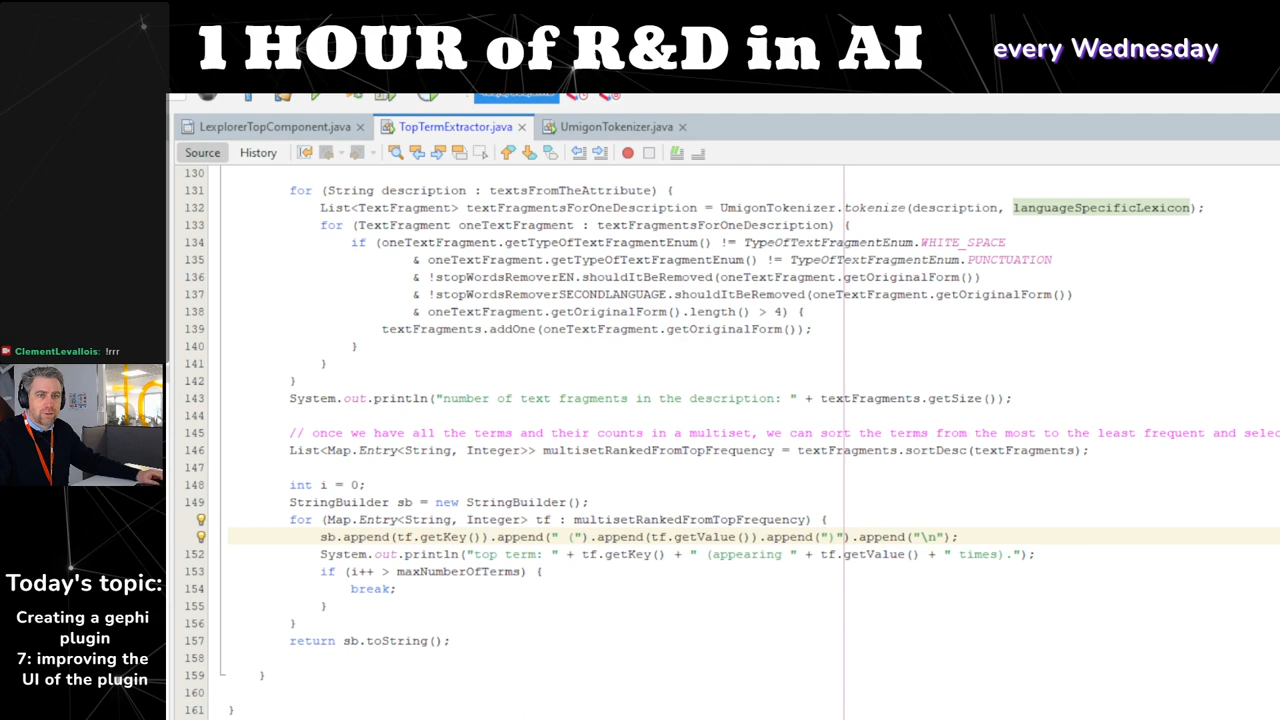 1 HOUR of R&D in AI
every Wednesday
LexplorerTopComponent.java
TopTermExtractor.java
UmigonTokenizer.java
Source
History
130
131 for (String description : textsFromTheAttribute) {
132 List<TextFragment> textFragmentsForOneDescription = UmigonTokenizer.tokenize(description, languageSpecificLexicon);
133 for (TextFragment oneTextFragment : textFragmentsForOneDescription) {
134 if (oneTextFragment.getTypeOfTextFragmentEnum() != TypeOfTextFragmentEnum.WHITE_SPACE
135 & oneTextFragment.getTypeOfTextFragmentEnum() != TypeOfTextFragmentEnum.PUNCTUATION
136 & !stopWordsRemoverEN.shouldItBeRemoved(oneTextFragment.getOriginalForm())
137 & !stopWordsRemoverSECONDLANGUAGE.shouldItBeRemoved(oneTextFragment.getOriginalForm())
138 & oneTextFragment.getOriginalForm().length() > 4) {
139 textFragments.addOne(oneTextFragment.getOriginalForm());
140 }
141 }
142 }
143 System.out.println("number of text fragments in the description: " + textFragments.getSize());
144
145 // once we have all the terms and their counts in a multiset, we can sort the terms from the most to the least frequent and selec
146 List<Map.Entry<String, Integer>> multisetRankedFromTopFrequency = textFragments.sortDesc(textFragments);
147
148 int i = 0;
149 StringBuilder sb = new StringBuilder();
for (Map.Entry<String, Integer> tf : multisetRankedFromTopFrequency) {
sb.append(tf.getKey()).append(" (").append(tf.getValue()).append(")").append("\n");
152 System.out.println("top term: " + tf.getKey() + " (appearing " + tf.getValue() + " times).");
153 if (i++ > maxNumberOfTerms) {
154 break;
155 }
156 }
157 return sb.toString();
158
159 }
160
161 }
ClementLevallois: !rrr
Today's topic:
Creating a gephi
plugin
7: improving the
UI of the plugin